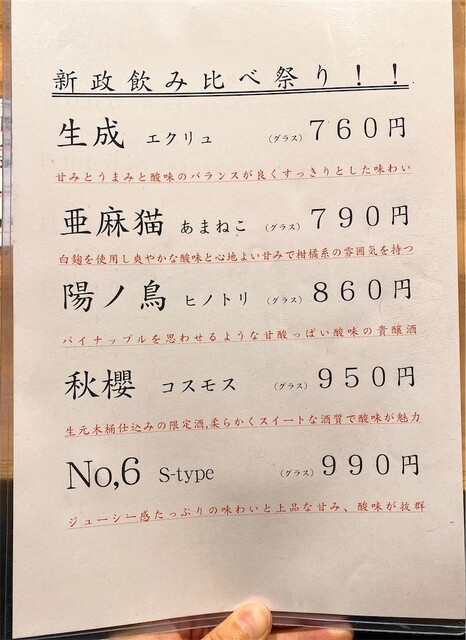 新政飲み比べ祭り！！
生成 エクリュ （グラス）７６０円
甘みとうまみと酸味のバランスが良くすっきりとした味わい
亜麻猫 あまねこ （グラス）７９０円
白麹を使用し爽やかな酸味と心地よい甘みで柑橘系の雰囲気を持つ
陽ノ鳥 ヒノトリ （グラス）８６０円
パイナップルを思わせるような甘酸っぱい酸味の貴醸酒
秋櫻 コスモス （グラス）９５０円
生元木桶仕込みの限定酒,柔らかくスイートな酒質で酸味が魅力
No,6 S-type （グラス）９９０円
ジューシー感たっぷりの味わいと上品な甘み、酸味が抜群